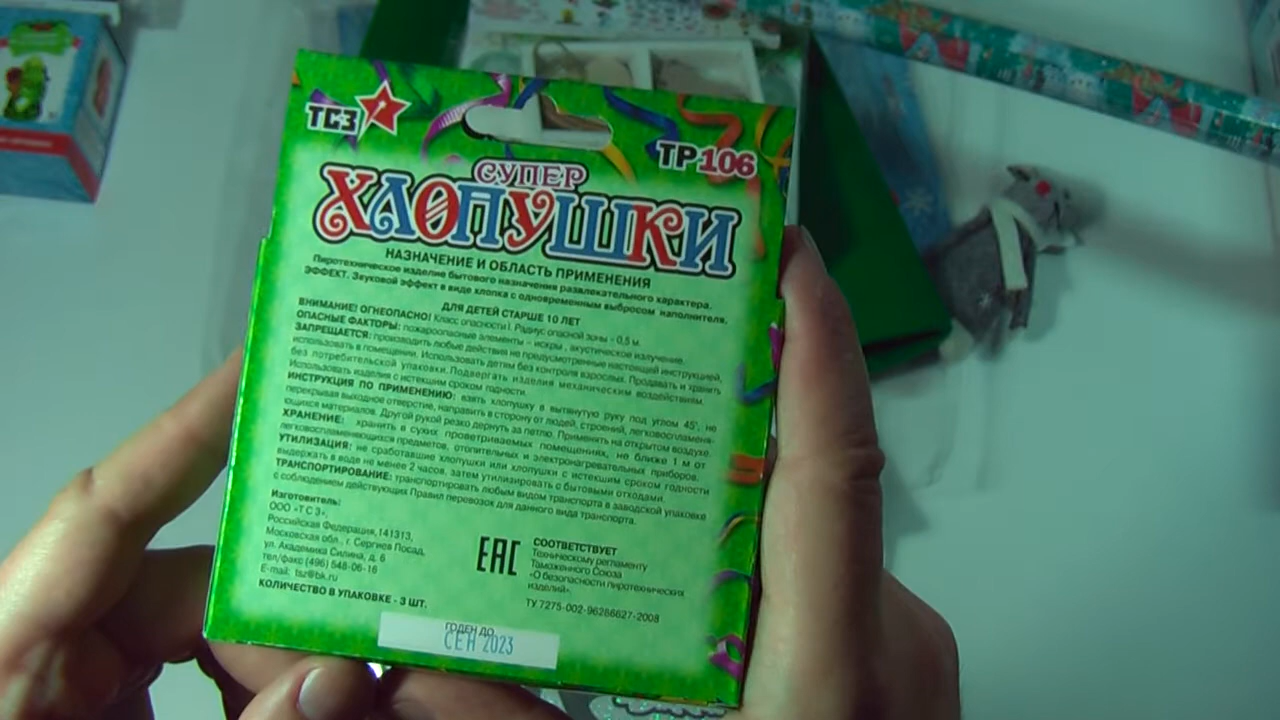 ТСЗ
ТР106
СУПЕР
ХЛОПУШКИ
НАЗНАЧЕНИЕ И ОБЛАСТЬ ПРИМЕНЕНИЯ
Пиротехническое изделие бытового назначения развлекательного характера.
ЭФФЕКТ. Звуковой эффект в виде хлопка с одновременным выбросом наполнителя.
ДЛЯ ДЕТЕЙ СТАРШЕ 10 ЛЕТ
ВНИМАНИЕ! ОГНЕОПАСНО! Класс опасности I. Радиус опасной зоны – 0,5 м.
ОПАСНЫЕ ФАКТОРЫ: пожароопасные элементы – искры, акустическое излучение.
ЗАПРЕЩАЕТСЯ: производить любые действия не предусмотренные настоящей инструкцией,
использовать в помещении. Использовать детям без контроля взрослых. Продавать и хранить
без потребительской упаковки. Подвергать изделия механическим воздействиям.
Использовать изделия с истекшим сроком годности.
ИНСТРУКЦИЯ ПО ПРИМЕНЕНИЮ: взять хлопушку в вытянутую руку под углом 45°, не
перекрывая выходное отверстие, направить в сторону от людей, строений, легковоспламеня-
ющихся материалов. Другой рукой резко дернуть за петлю. Применять на открытом воздухе.
ХРАНЕНИЕ: хранить в сухих проветриваемых помещениях, не ближе 1 м от
легковоспламеняющихся предметов, отопительных и электронагревательных приборов.
УТИЛИЗАЦИЯ: не сработавшие хлопушки или хлопушки с истекшим сроком годности
выдержать в воде не менее 2 часов, затем утилизировать с бытовыми отходами.
ТРАНСПОРТИРОВАНИЕ: транспортировать любым видом транспорта в заводской упаковке
с соблюдением действующих Правил перевозок для данного вида транспорта.
Изготовитель:
ООО «Т С З»,
Российская Федерация, 141313,
Московская обл., г. Сергиев Посад,
ул. Академика Силина, д. 6
тел/факс (496) 548-06-16
E-mail: tsz@bk.ru
КОЛИЧЕСТВО В УПАКОВКЕ - 3 ШТ.
EAC
СООТВЕТСТВУЕТ
Техническому регламенту
Таможенного Союза
«О безопасности пиротехнических
изделий».
ТУ 7275-002-96286627-2008
ГОДЕН ДО
СЕН 2023